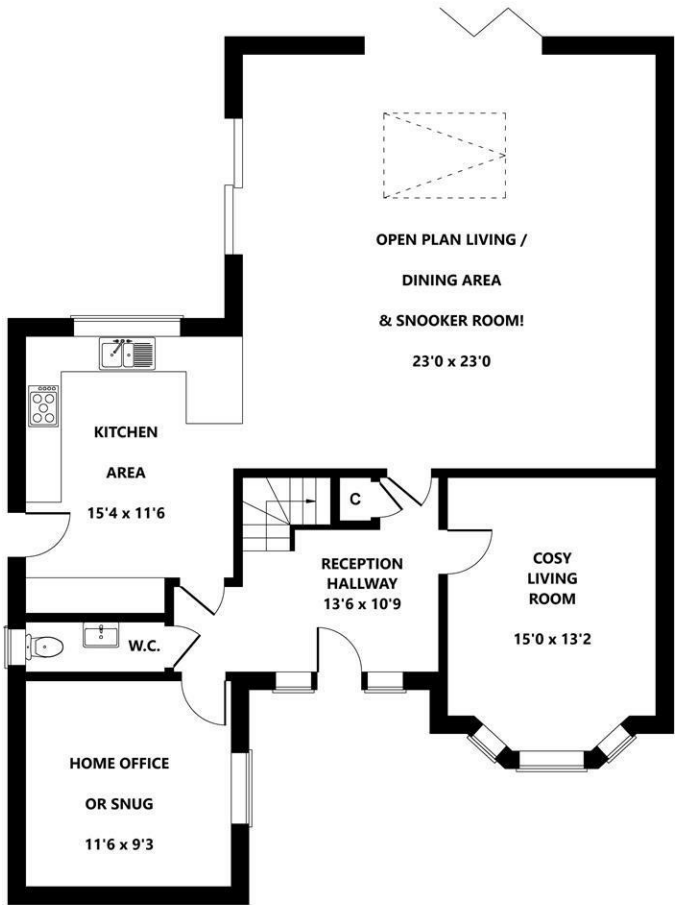 OPEN PLAN LIVING /
DINING AREA
& SNOOKER ROOM!
23'0 x 23'0
KITCHEN
AREA
15'4 x 11'6
C
RECEPTION
HALLWAY
13'6 x 10'9
COSY
LIVING
ROOM
15'0 x 13'2
W.C.
HOME OFFICE
OR SNUG
11'6 x 9'3